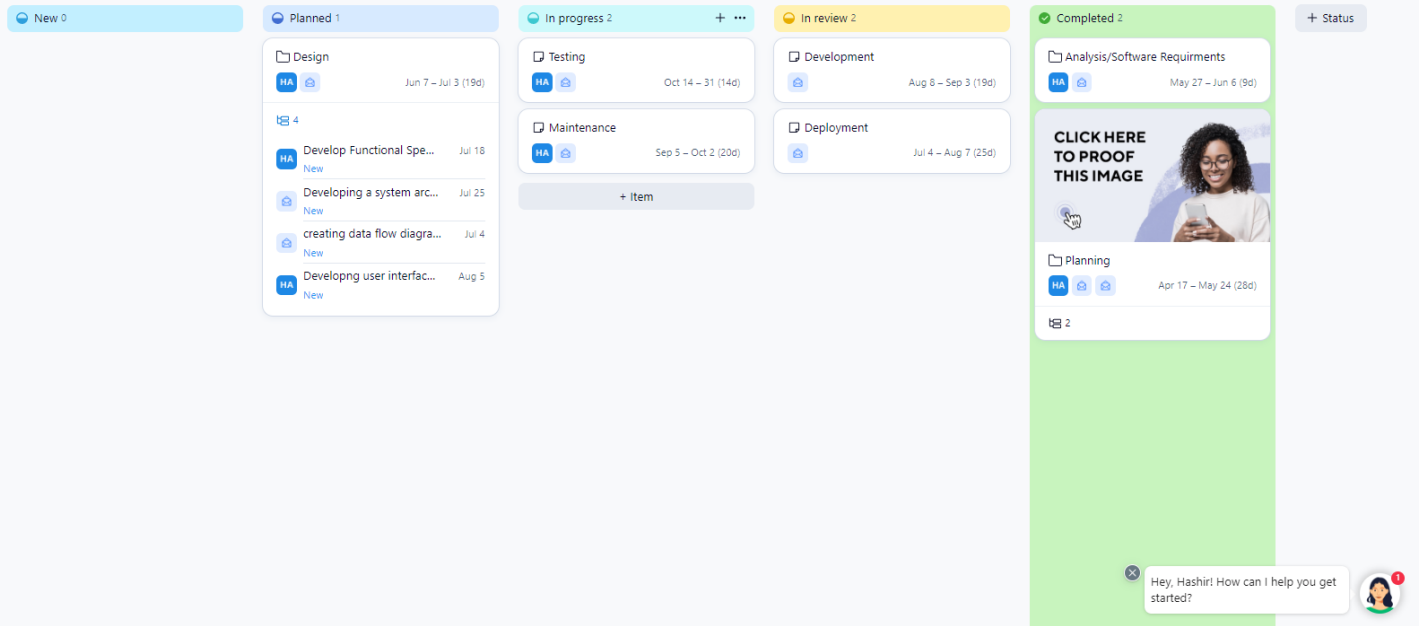 New 0
Planned 1
In progress 2
In review 2
Completed 2
+ Status
Design
HA
Jun 7 – Jul 3 (19d)
4
HA
Develop Functional Spe...
Jul 18
New
Developing a system arc...
Jul 25
New
creating data flow diagra...
Jul 4
New
HA
Developng user interfac...
Aug 5
New
Testing
HA
Oct 14 – 31 (14d)
Maintenance
HA
Sep 5 – Oct 2 (20d)
+ Item
Development
Aug 8 – Sep 3 (19d)
Deployment
Jul 4 – Aug 7 (25d)
Analysis/Software Requirments
HA
May 27 – Jun 6 (9d)
CLICK HERE
TO PROOF
THIS IMAGE
Planning
HA
Apr 17 – May 24 (28d)
2
Hey, Hashir! How can I help you get
started?
1